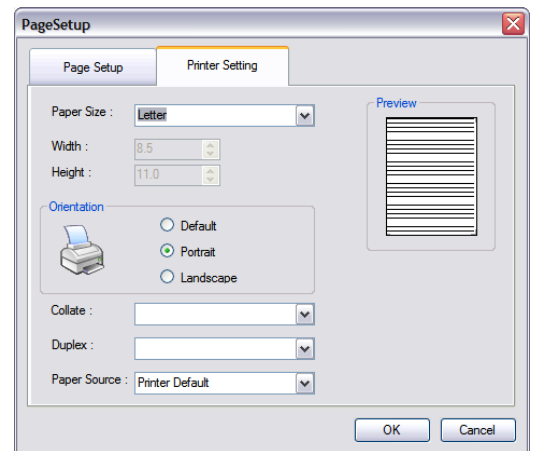 PageSetup
Page Setup
Printer Setting
Paper Size :
Letter
Preview
Width :
8.5
Height :
11.0
Orientation
Default
Portrait
Landscape
Collate :
Duplex :
Paper Source :
Printer Default
OK
Cancel